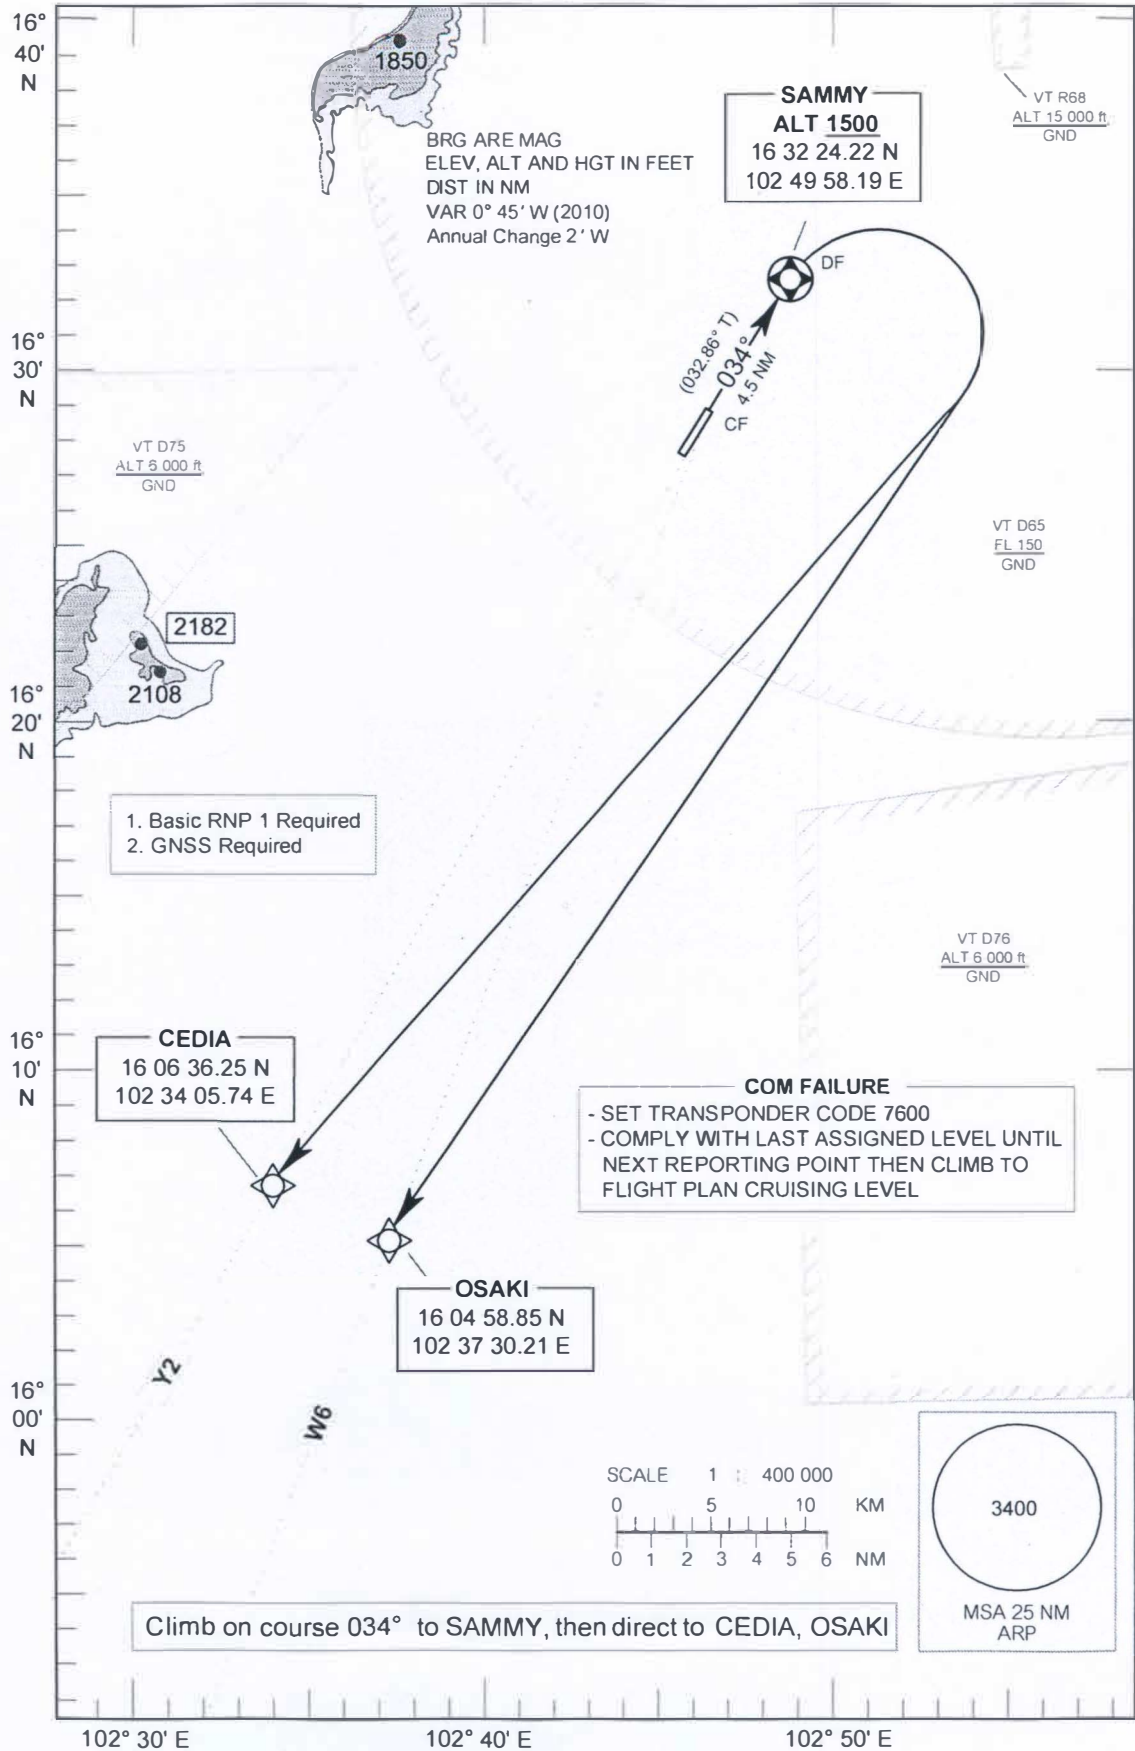 16°
40'
N
1850
BRG ARE MAG
ELEV, ALT AND HGT IN FEET
DIST IN NM
VAR 0° 45' W (2010)
Annual Change 2' W
SAMMY
ALT 1500
16 32 24.22 N
102 49 58.19 E
VT R68
ALT 15 000 ft
GND
DF
(032.86° T)
034°
4.5 NM
CF
16°
30'
N
VT D75
ALT 6 000 ft
GND
VT D65
FL 150
GND
2182
2108
16°
20'
N
1. Basic RNP 1 Required
2. GNSS Required
VT D76
ALT 6 000 ft
GND
16°
10'
N
CEDIA
16 06 36.25 N
102 34 05.74 E
COM FAILURE
- SET TRANSPONDER CODE 7600
- COMPLY WITH LAST ASSIGNED LEVEL UNTIL
NEXT REPORTING POINT THEN CLIMB TO
FLIGHT PLAN CRUISING LEVEL
OSAKI
16 04 58.85 N
102 37 30.21 E
Y2
W6
16°
00'
N
SCALE 1 : 400 000
0 5 10 KM
0 1 2 3 4 5 6 NM
3400
MSA 25 NM
ARP
Climb on course 034° to SAMMY, then direct to CEDIA, OSAKI
102° 30' E 102° 40' E 102° 50' E